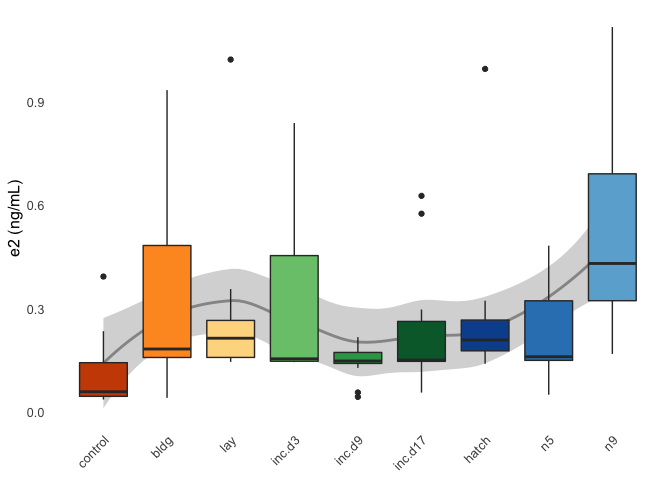 e2 (ng/mL)
0.9
0.6
0.3
0.0
control
bldg
lay
inc.d3
inc.d9
inc.d17
hatch
n5
n9